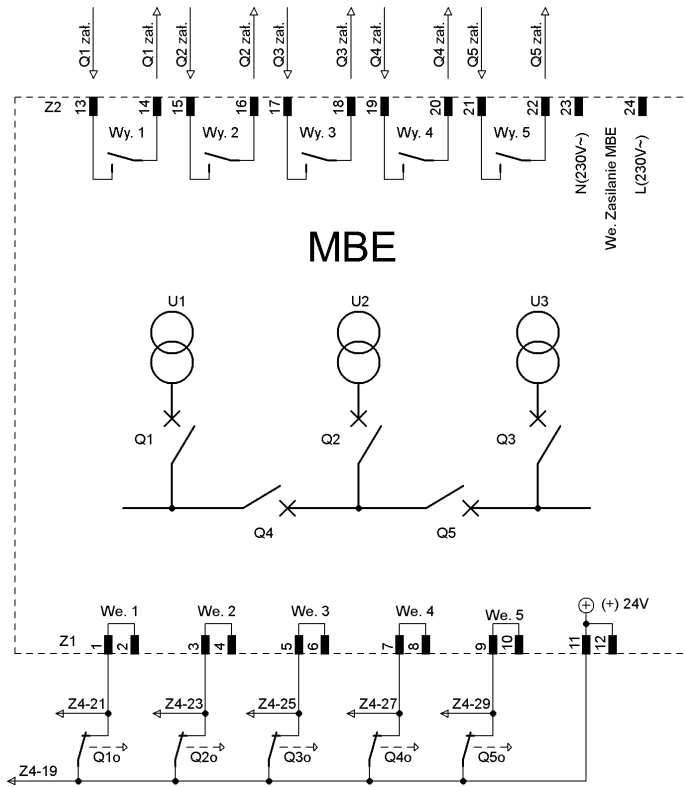 Q1 zał.
Q1 zał.
Q2 zał.
Q2 zał.
Q3 zał.
Q3 zał.
Q4 zał.
Q4 zał.
Q5 zał.
Q5 zał.
Z2
13
14
15
16
17
18
19
20
21
22
23
24
Wy. 1
Wy. 2
Wy. 3
Wy. 4
Wy. 5
N(230V~)
We. Zasilanie MBE
L(230V~)
MBE
U1
U2
U3
Q1
Q2
Q3
Q4
Q5
We. 1
We. 2
We. 3
We. 4
We. 5
(+) 24V
Z1
1
2
3
4
5
6
7
8
9
10
11
12
Z4-21
Z4-23
Z4-25
Z4-27
Z4-29
Q1o
Q2o
Q3o
Q4o
Q5o
Z4-19